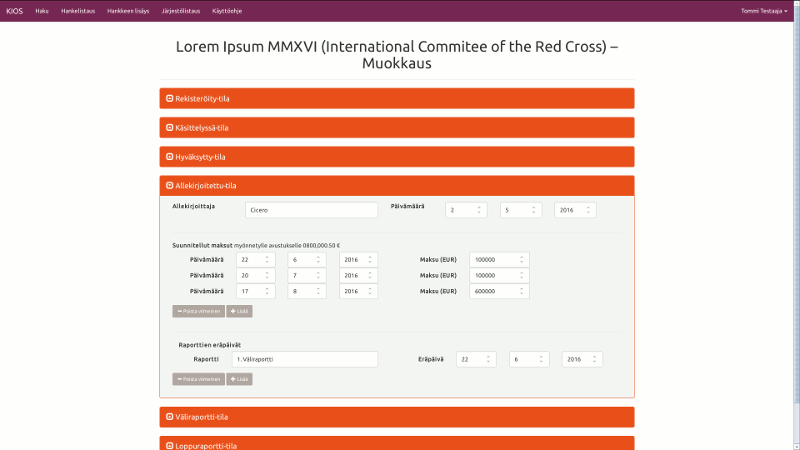 KIOS Haku Hankelistaus Hankkeen lisäys Järjestölistaus Käyttöohje Tommi Testaaja
Lorem Ipsum MMXVI (International Commitee of the Red Cross) –
Muokkaus
Rekisteröity-tila
Käsittelyssä-tila
Hyväksytty-tila
Allekirjoitettu-tila
Allekirjoittaja Cicero Päivämäärä 2 5 2016
Suunnitellut maksut myönnetylle avustukselle 0800,000.50 €
Päivämäärä 22 6 2016 Maksu (EUR) 100000
Päivämäärä 20 7 2016 Maksu (EUR) 100000
Päivämäärä 17 8 2016 Maksu (EUR) 600000
Poista viimeinen Lisää
Raporttien eräpäivät
Raportti 1. Väliraportti Eräpäivä 22 6 2016
Poista viimeinen Lisää
Väliraportti-tila
Loppuraportti-tila